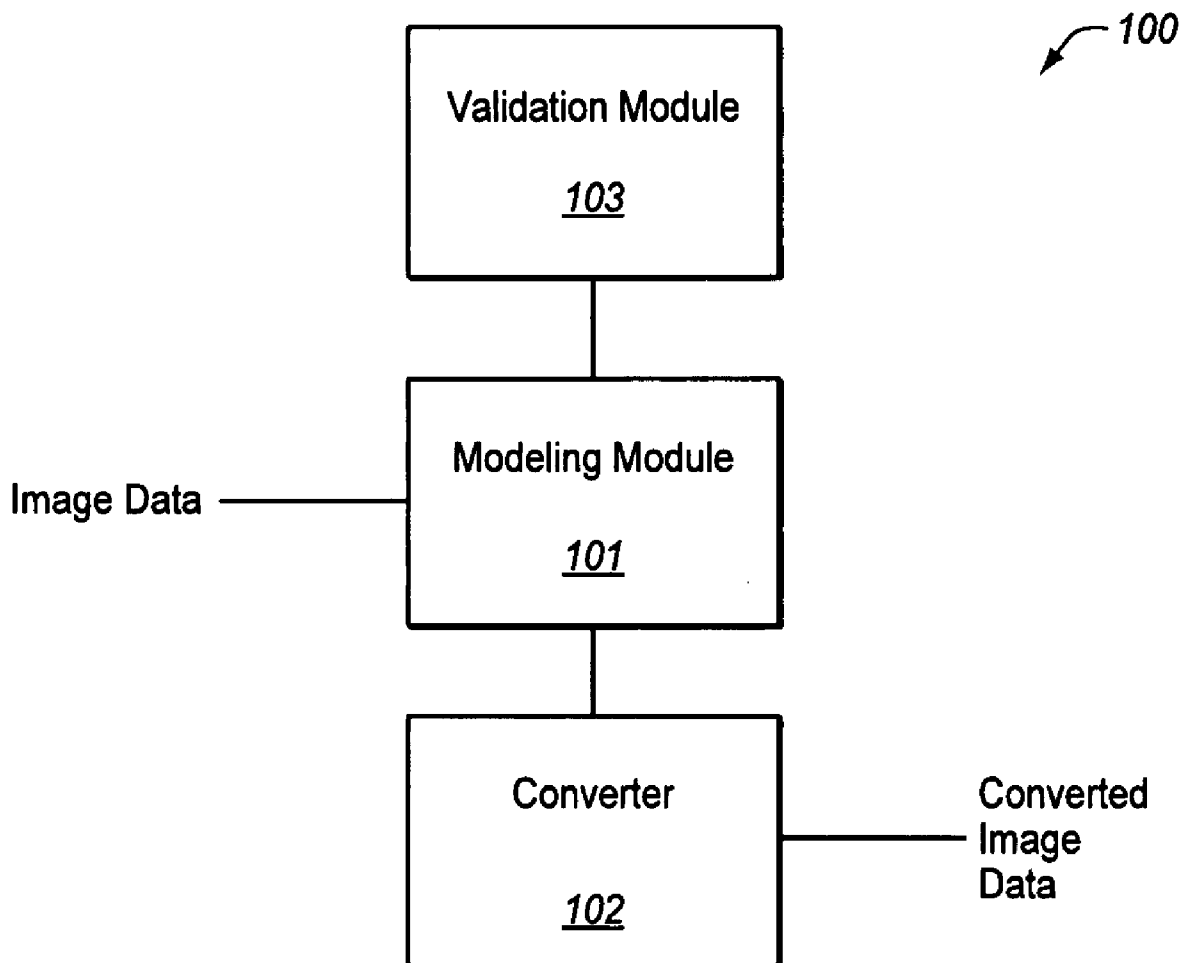 100
Validation Module
103
Modeling Module
Image Data
101
Converter
Converted
Image
Data
102